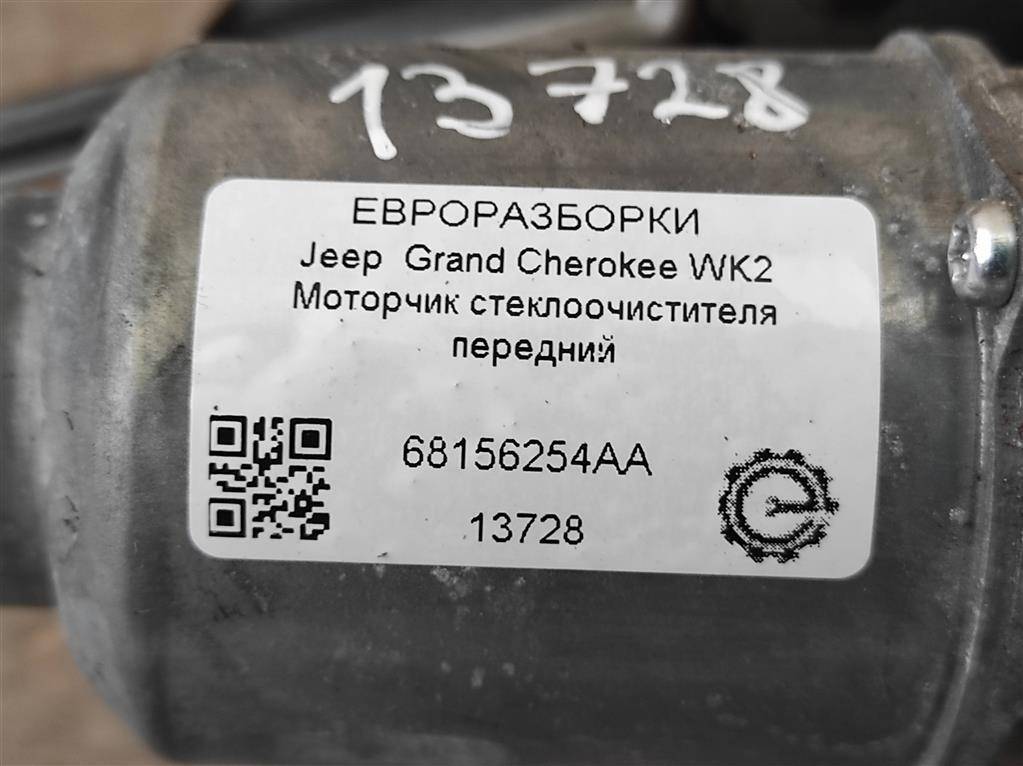 13728
ЕВРОРАЗБОРКИ
Jeep Grand Cherokee WK2
Моторчик стеклоочистителя
передний
68156254AA
13728